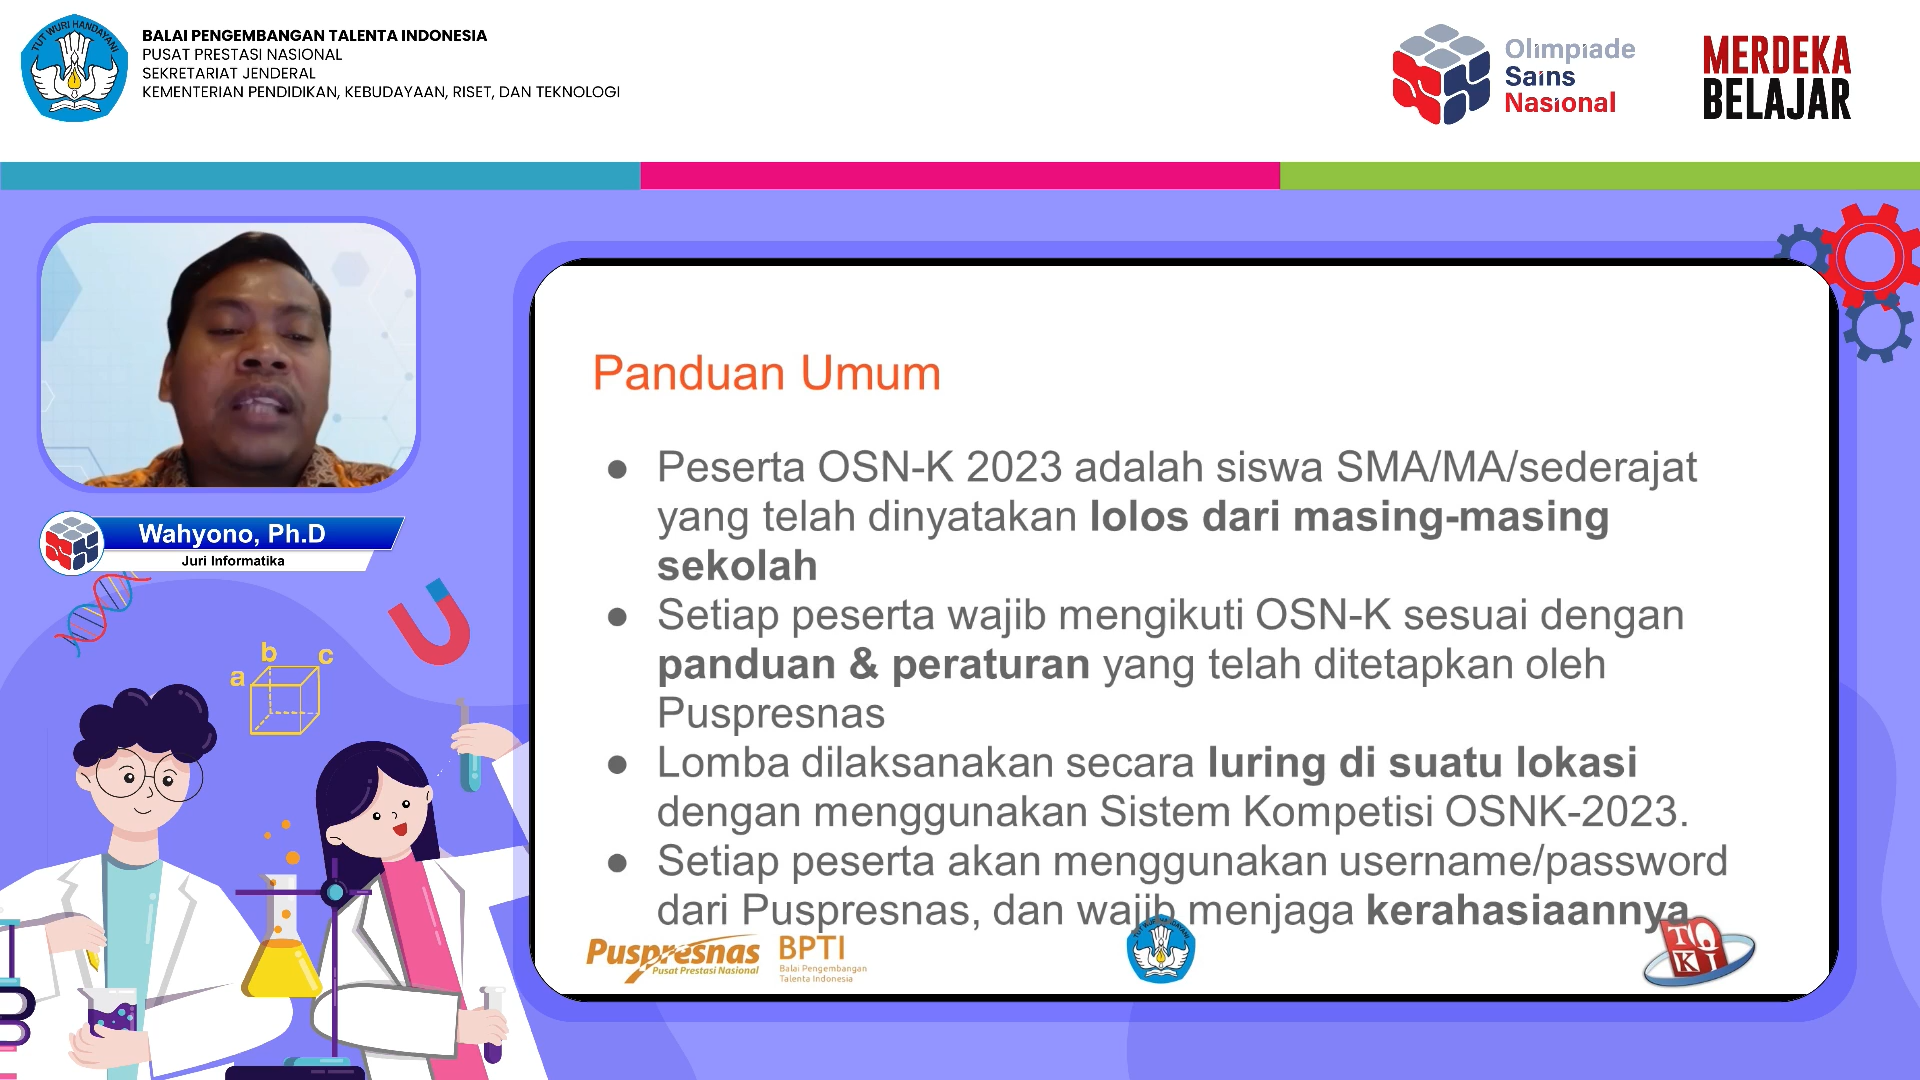 TUT WURI HANDAYANI
BALAI PENGEMBANGAN TALENTA INDONESIA
PUSAT PRESTASI NASIONAL
SEKRETARIAT JENDERAL
KEMENTERIAN PENDIDIKAN, KEBUDAYAAN, RISET, DAN TEKNOLOGI
Olimpiade
Sains
Nasional
MERDEKA
BELAJAR
Wahyono, Ph.D
Juri Informatika
a
b
c
Panduan Umum
● Peserta OSN-K 2023 adalah siswa SMA/MA/sederajat
yang telah dinyatakan lolos dari masing-masing
sekolah
● Setiap peserta wajib mengikuti OSN-K sesuai dengan
panduan & peraturan yang telah ditetapkan oleh
Puspresnas
● Lomba dilaksanakan secara luring di suatu lokasi
dengan menggunakan Sistem Kompetisi OSNK-2023.
● Setiap peserta akan menggunakan username/password
dari Puspresnas, dan wajib menjaga kerahasiaannya
Puspresnas
Pusat Prestasi Nasional
BPTI
Balai Pengembangan
Talenta Indonesia
TOKI